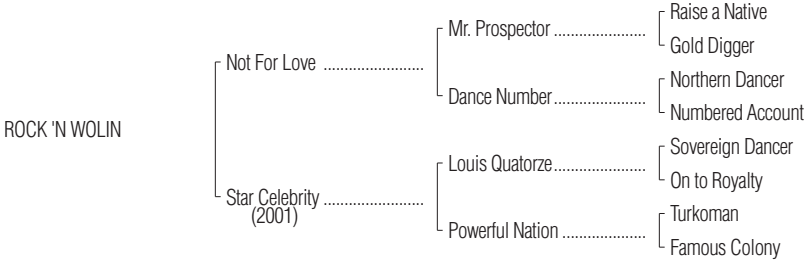 Raise a Native
Mr. Prospector ......................
Gold Digger
Not For Love ........................
Northern Dancer
Dance Number......................
Numbered Account
ROCK 'N WOLIN
Sovereign Dancer
Louis Quatorze......................
On to Royalty
Star Celebrity ........................
(2001)
Turkoman
Powerful Nation ....................
Famous Colony